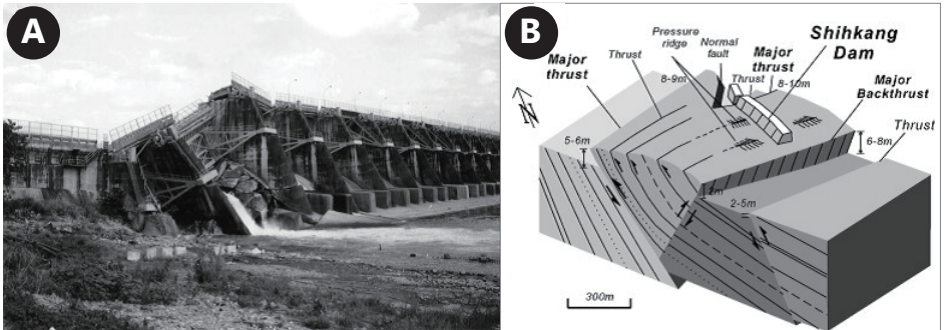 A
B
Pressure
ridge
Normal
fault
Shihkang
Dam
Major
thrust
Thrust
8-9m
Major
thrust
Thrust
8-10m
Major
Backthrust
Thrust
N
5-6m
6-8m
2m
2-5m
300m